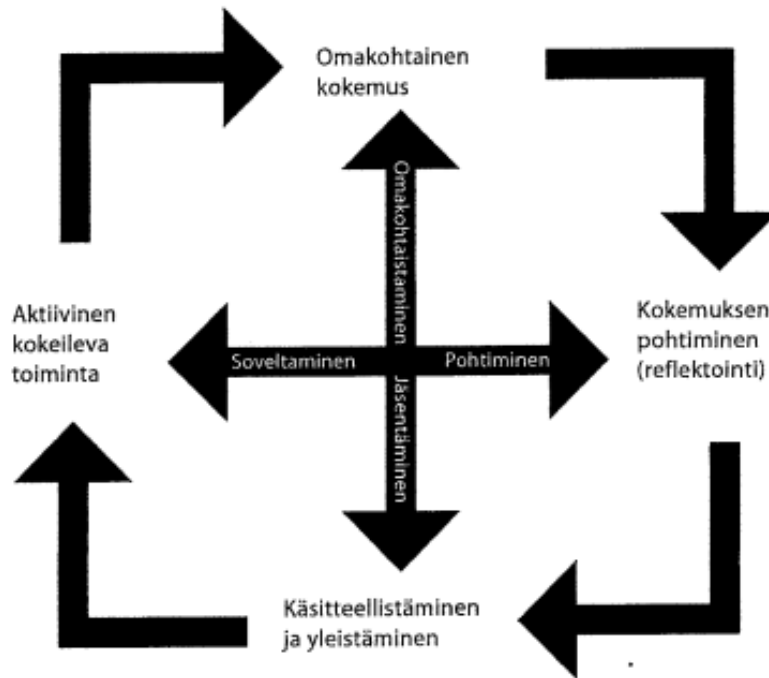 Omakohtainen
kokemus
Omakohtaistaminen
Aktiivinen
kokeileva
toiminta
Soveltaminen
Pohtiminen
Kokemuksen
pohtiminen
(reflektointi)
Jäsentäminen
Käsitteellistäminen
ja yleistäminen